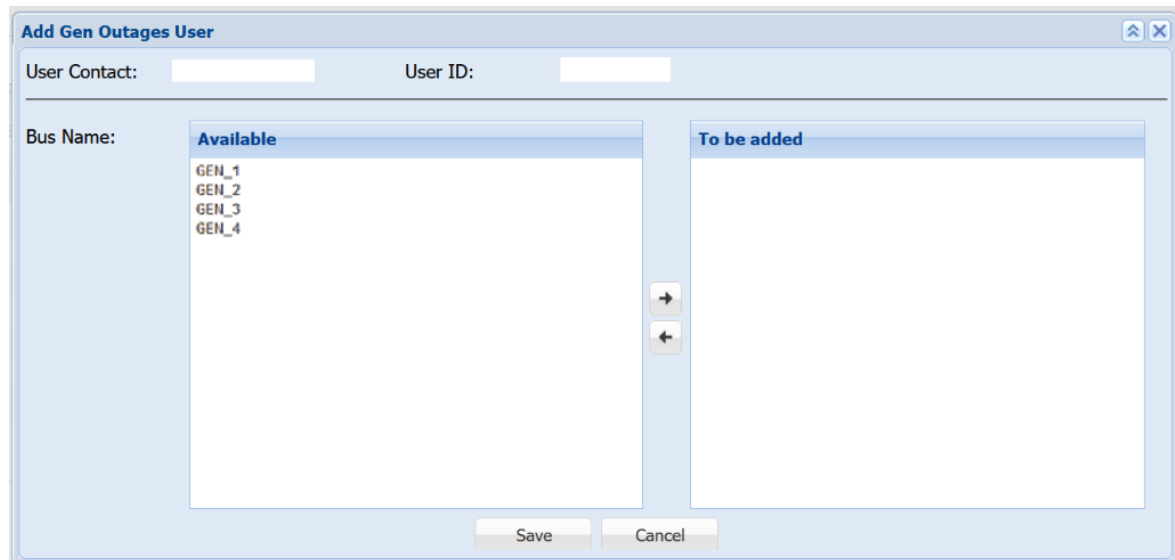 Add Gen Outages User
User Contact: User ID:
Bus Name:
Available
To be added
GEN_1
GEN_2
GEN_3
GEN_4
Save Cancel